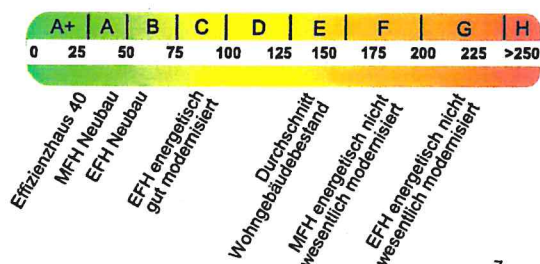 A+ A B C D E F G H
0 25 50 75 100 125 150 175 200 225 >250
Effizienzhaus 40
MFH Neubau
EFH Neubau
EFH energetisch
gut modernisiert
Durchschnitt
Wohngebäudebestand
MFH energetisch nicht
wesentlich modernisiert
EFH energetisch nicht
wesentlich modernisiert